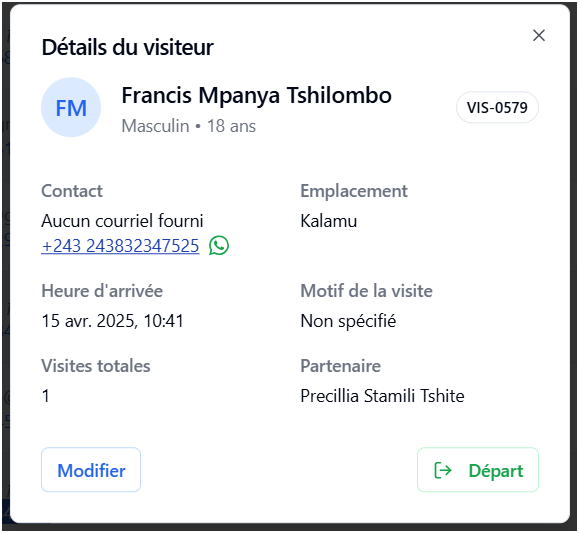 Détails du visiteur
FM
Francis Mpanya Tshilombo
Masculin • 18 ans
VIS-0579
Contact
Aucun courriel fourni
+243 243832347525
Emplacement
Kalamu
Heure d'arrivée
15 avr. 2025, 10:41
Motif de la visite
Non spécifié
Visites totales
1
Partenaire
Precillia Stamili Tshite
Modifier
Départ